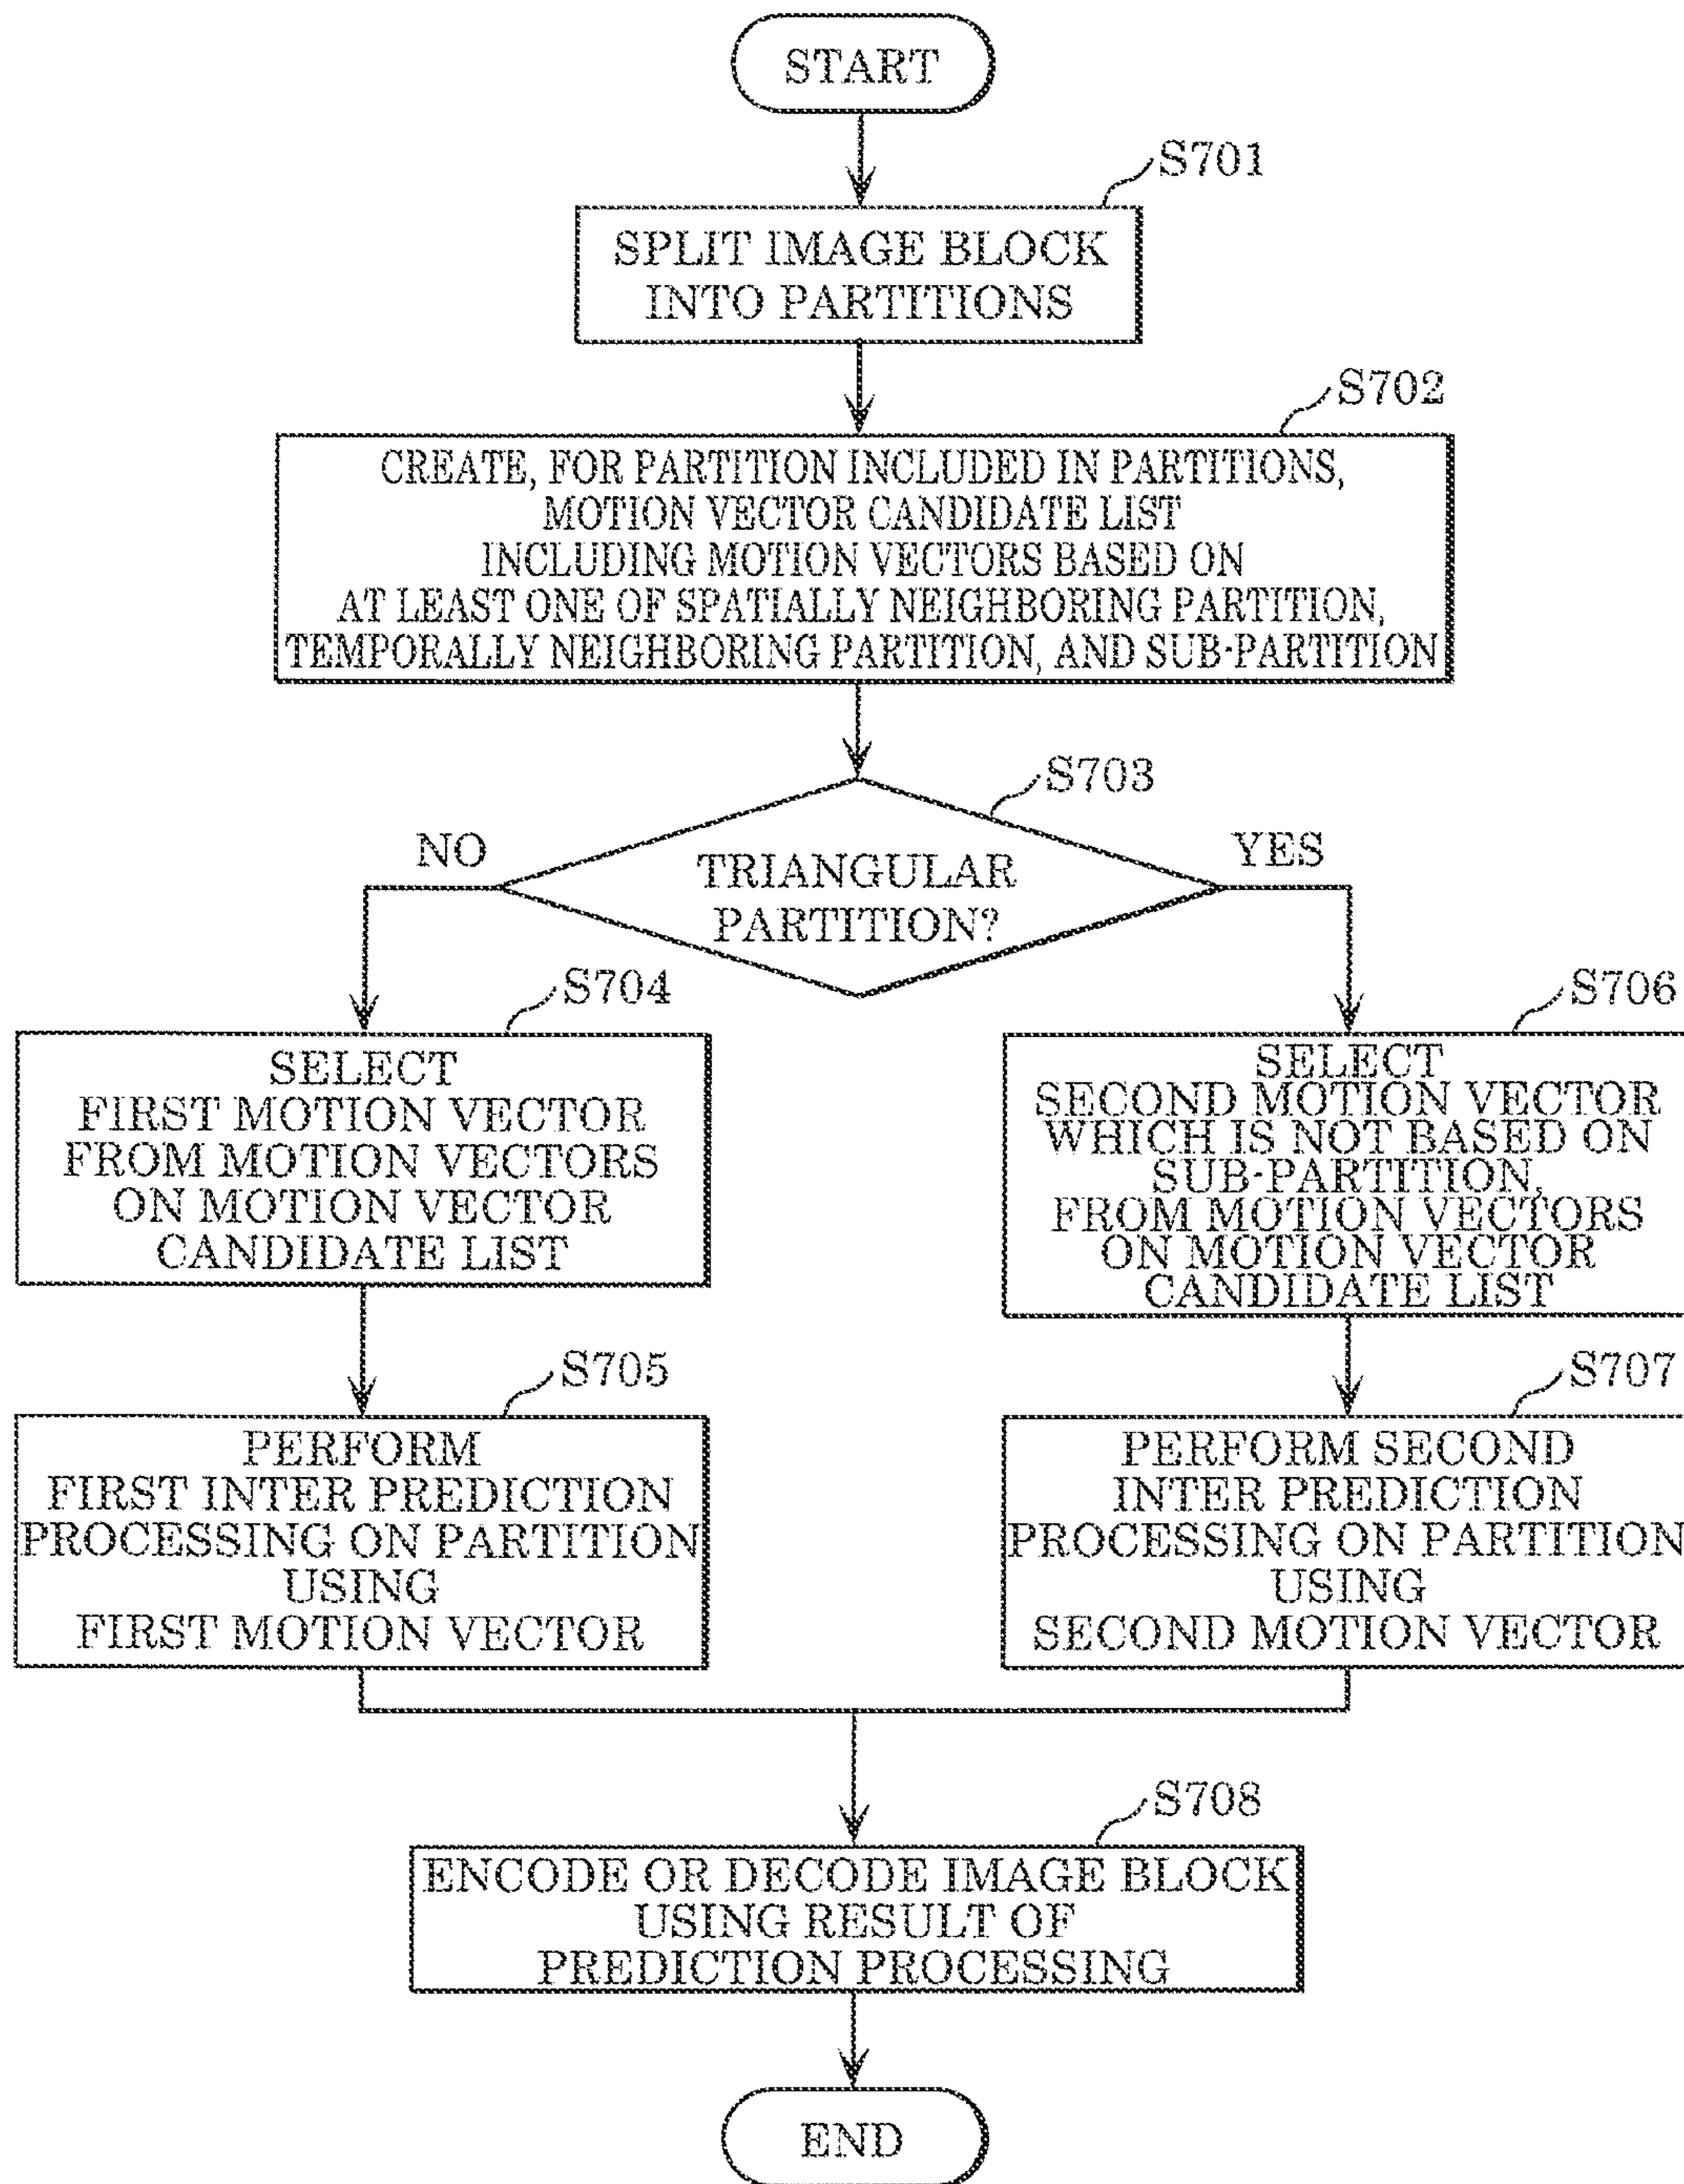 START
S701
SPLIT IMAGE BLOCK
INTO PARTITIONS
S702
CREATE, FOR PARTITION INCLUDED IN PARTITIONS,
MOTION VECTOR CANDIDATE LIST
INCLUDING MOTION VECTORS BASED ON
AT LEAST ONE OF SPATIALLY NEIGHBORING PARTITION,
TEMPORALLY NEIGHBORING PARTITION, AND SUB-PARTITION
S703
NO
YES
TRIANGULAR
PARTITION?
S704
SELECT
FIRST MOTION VECTOR
FROM MOTION VECTORS
ON MOTION VECTOR
CANDIDATE LIST
S706
SELECT
SECOND MOTION VECTOR
WHICH IS NOT BASED ON
SUB-PARTITION,
FROM MOTION VECTORS
ON MOTION VECTOR
CANDIDATE LIST
S705
PERFORM
FIRST INTER PREDICTION
PROCESSING ON PARTITION
USING
FIRST MOTION VECTOR
S707
PERFORM SECOND
INTER PREDICTION
PROCESSING ON PARTITION
USING
SECOND MOTION VECTOR
S708
ENCODE OR DECODE IMAGE BLOCK
USING RESULT OF
PREDICTION PROCESSING
END